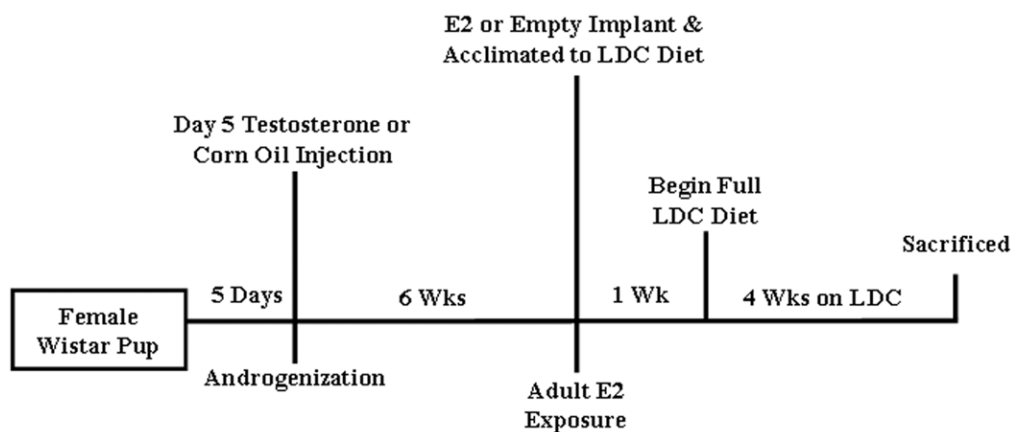 E2 or Empty Implant &
Acclimated to LDC Diet
Day 5 Testosterone or
Corn Oil Injection
Begin Full
LDC Diet
Sacrificed
5 Days
6 Wks
1 Wk
4 Wks on LDC
Female
Wistar Pup
Androgenization
Adult E2
Exposure